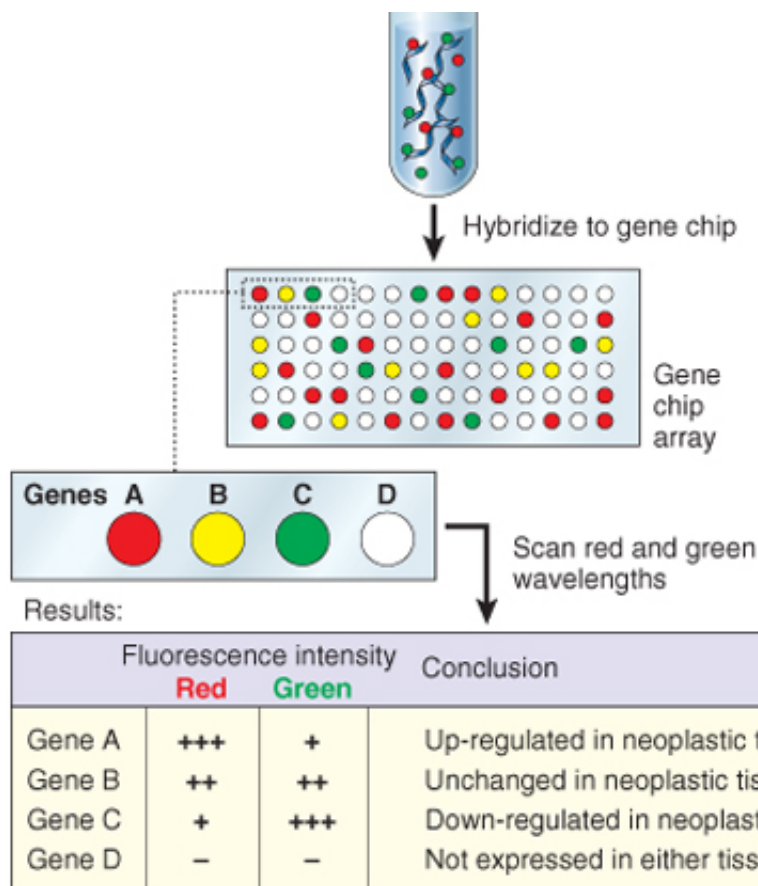 Hybridize to gene chip
Gene
chip
array
Genes A B C D
Scan red and green
wavelengths
Results:
Fluorescence intensity Conclusion
Red Green
Gene A +++ + Up-regulated in neoplastic
Gene B ++ ++ Unchanged in neoplastic
Gene C + +++ Down-regulated in
Gene D – – Not expressed in either